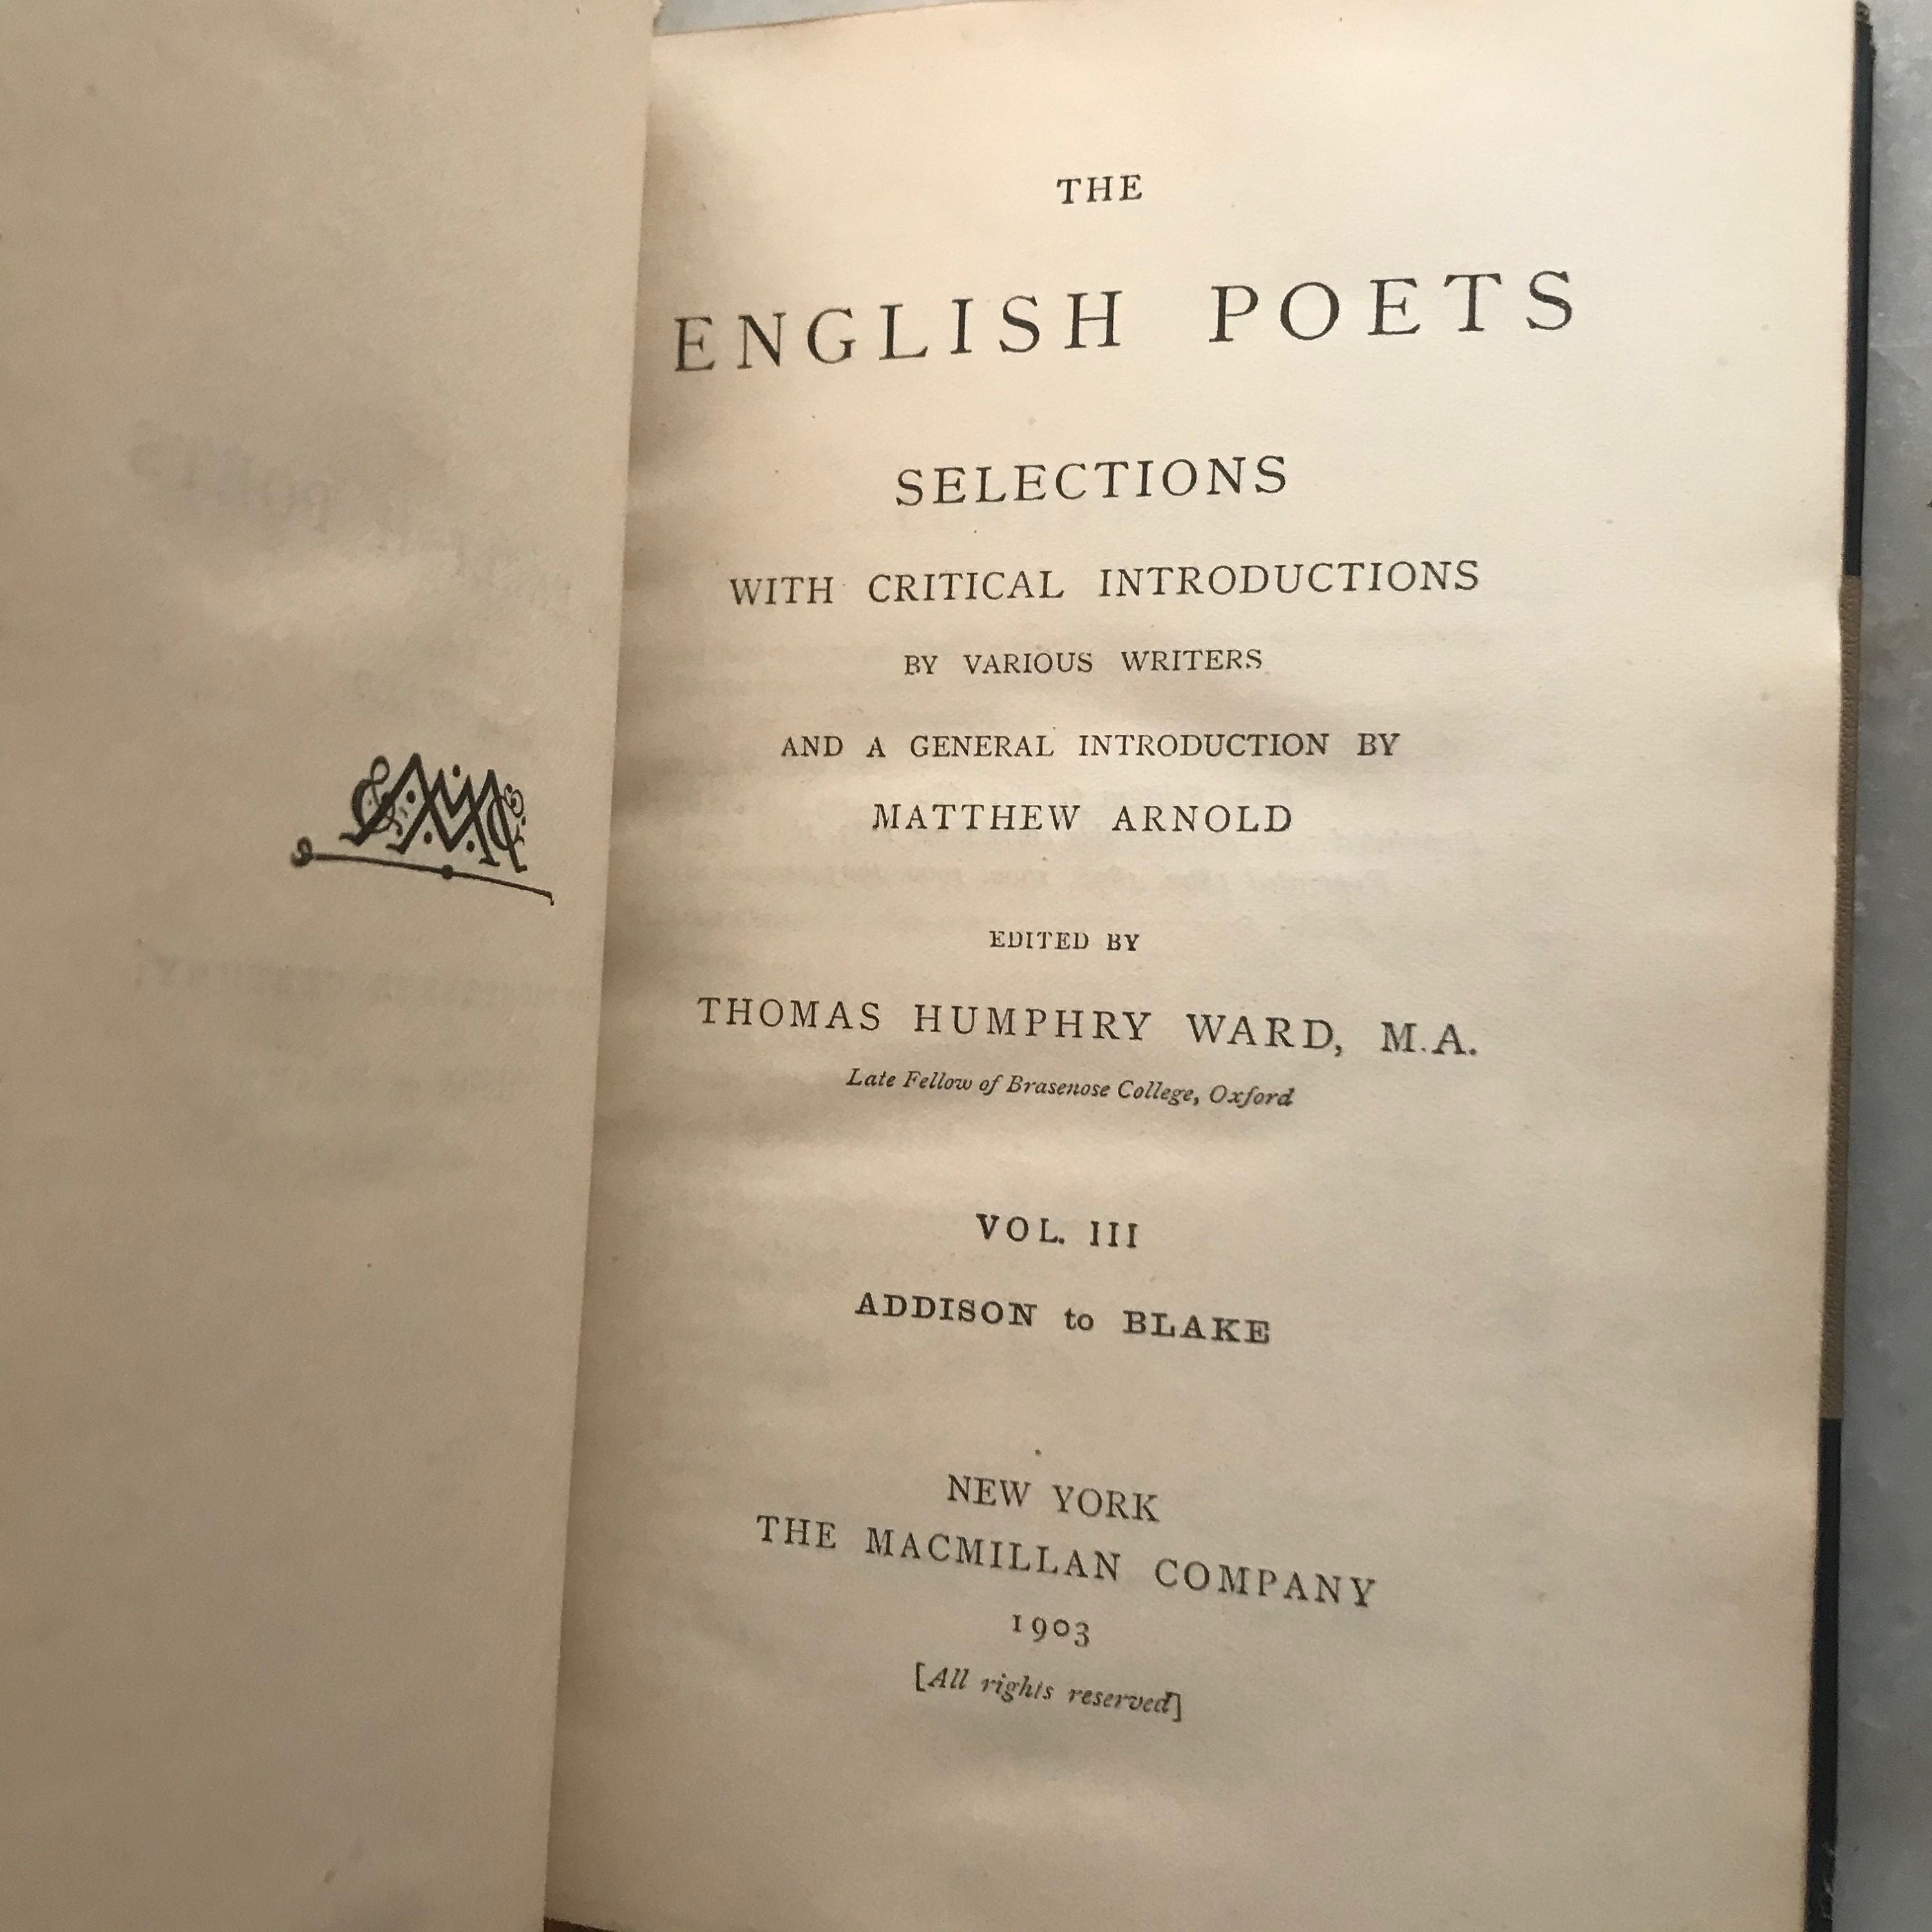 THE
ENGLISH POETS
SELECTIONS
WITH CRITICAL INTRODUCTIONS
BY VARIOUS WRITERS
AND A GENERAL INTRODUCTION BY
MATTHEW ARNOLD
EDITED BY
THOMAS HUMPHRY WARD, M.A.
Late Fellow of Brasenose College, Oxford
VOL. III
ADDISON to BLAKE
NEW YORK
THE MACMILLAN COMPANY
1903
[All rights reserved]